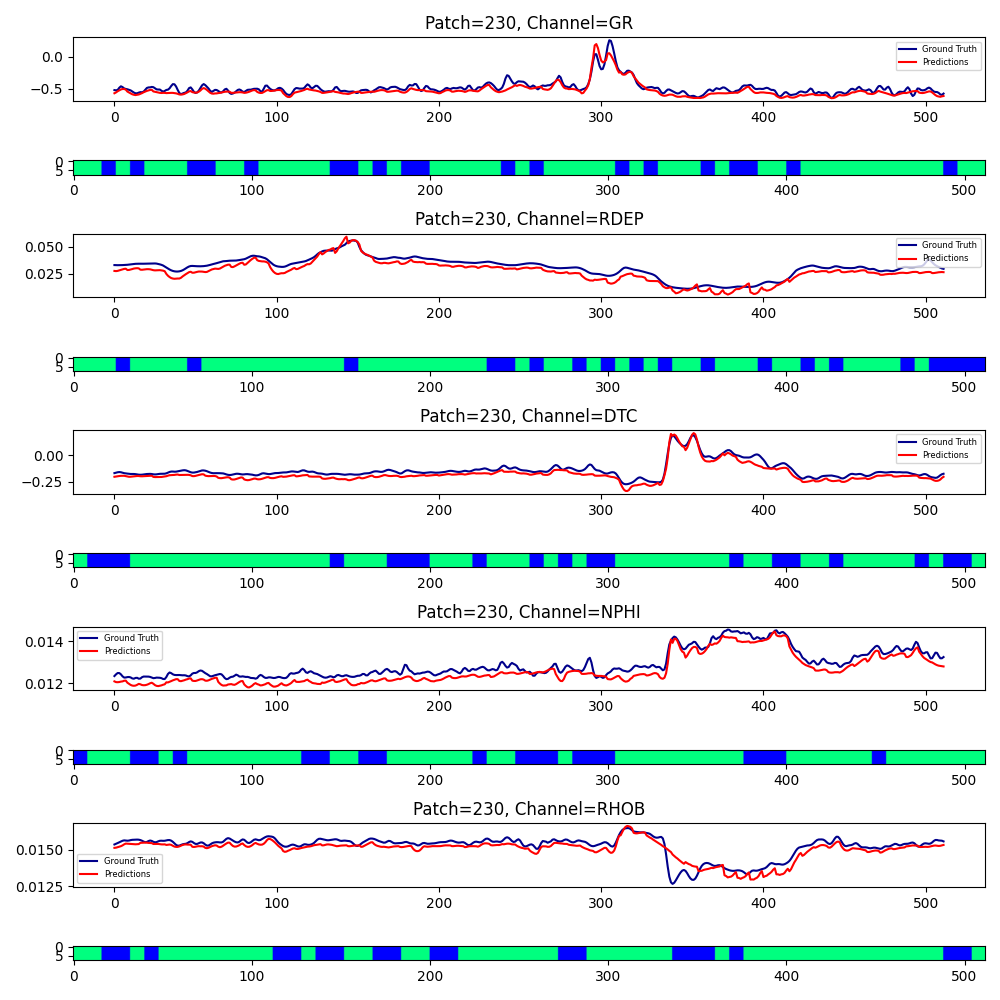 Patch=230, Channel=GR
0.0
−0.5
Ground Truth
Predictions
0 100 200 300 400 500
0
5
0 100 200 300 400 500
Patch=230, Channel=RDEP
0.050
0.025
Ground Truth
Predictions
0 100 200 300 400 500
0
5
0 100 200 300 400 500
Patch=230, Channel=DTC
0.00
−0.25
Ground Truth
Predictions
0 100 200 300 400 500
0
5
0 100 200 300 400 500
Patch=230, Channel=NPHI
0.014
0.012
Ground Truth
Predictions
0 100 200 300 400 500
0
5
0 100 200 300 400 500
Patch=230, Channel=RHOB
0.0150
0.0125
Ground Truth
Predictions
0 100 200 300 400 500
0
5
0 100 200 300 400 500